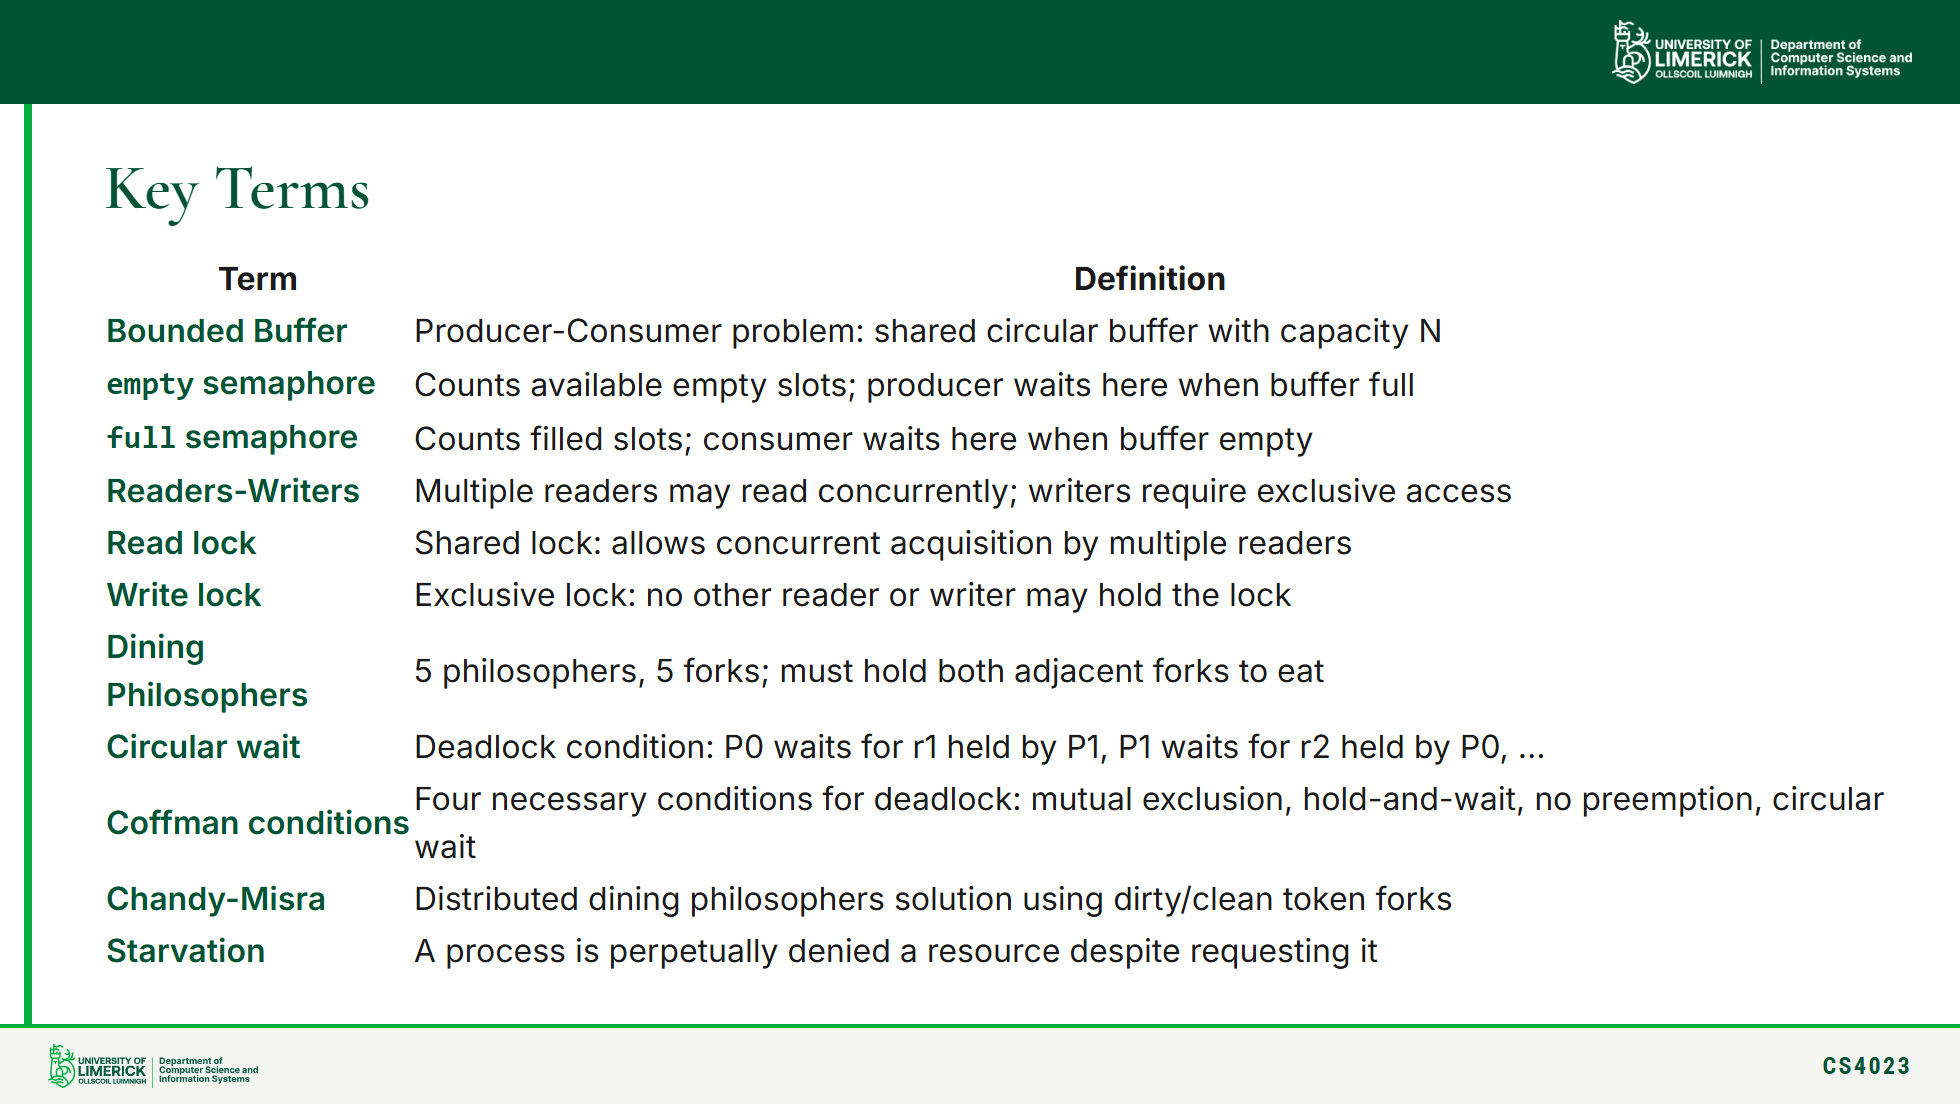 UNIVERSITY OF
LIMERICK
OLLSCOIL LUIMNIGH
Department of
Computer Science and
Information Systems
Key Terms
Term Definition
Bounded Buffer Producer-Consumer problem: shared circular buffer with capacity N
empty semaphore Counts available empty slots; producer waits here when buffer full
full semaphore Counts filled slots; consumer waits here when buffer empty
Readers-Writers Multiple readers may read concurrently; writers require exclusive access
Read lock Shared lock: allows concurrent acquisition by multiple readers
Write lock Exclusive lock: no other reader or writer may hold the lock
Dining
Philosophers
5 philosophers, 5 forks; must hold both adjacent forks to eat
Circular wait Deadlock condition: P0 waits for r1 held by P1, P1 waits for r2 held by P0, ...
Coffman conditions
Four necessary conditions for deadlock: mutual exclusion, hold-and-wait, no preemption, circular
wait
Chandy-Misra Distributed dining philosophers solution using dirty/clean token forks
Starvation A process is perpetually denied a resource despite requesting it
UNIVERSITY OF
LIMERICK
OLLSCOIL LUIMNIGH
Department of
Computer Science and
Information Systems
CS4023